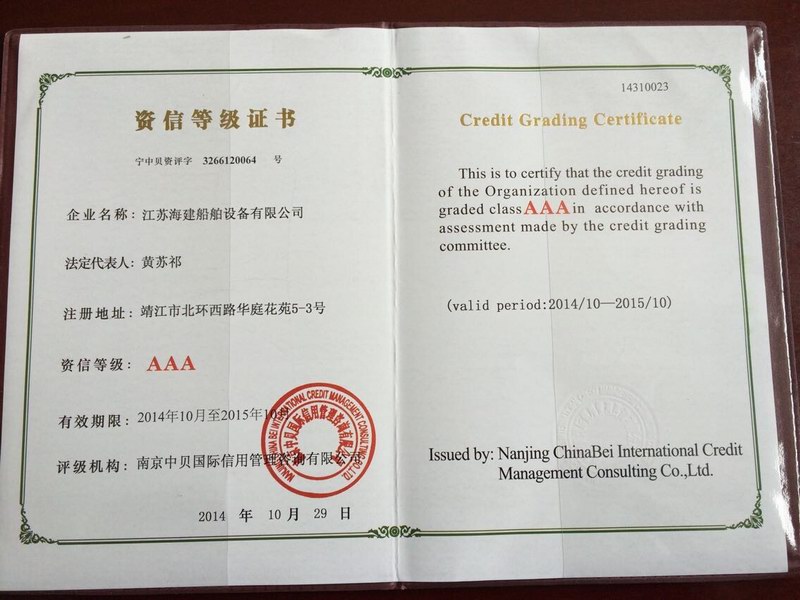 资信等级证书
宁中贝资评字 3266120064 号
企业名称：江苏海建船舶设备有限公司
法定代表人：黄苏祁
注册地址：靖江市北环西路华庭花苑5-3号
资信等级：AAA
有效期限：2014年10月至2015年10月
评级机构：南京中贝国际信用管理咨询有限公司
2014 年 10 月 29 日
14310023
Credit Grading Certificate
This is to certify that the credit grading
of the Organization defined hereof is
graded class AAA in accordance with
assessment made by the credit grading
committee.
(valid period:2014/10—2015/10)
Issued by: Nanjing ChinaBei International Credit
Management Consulting Co.,Ltd.